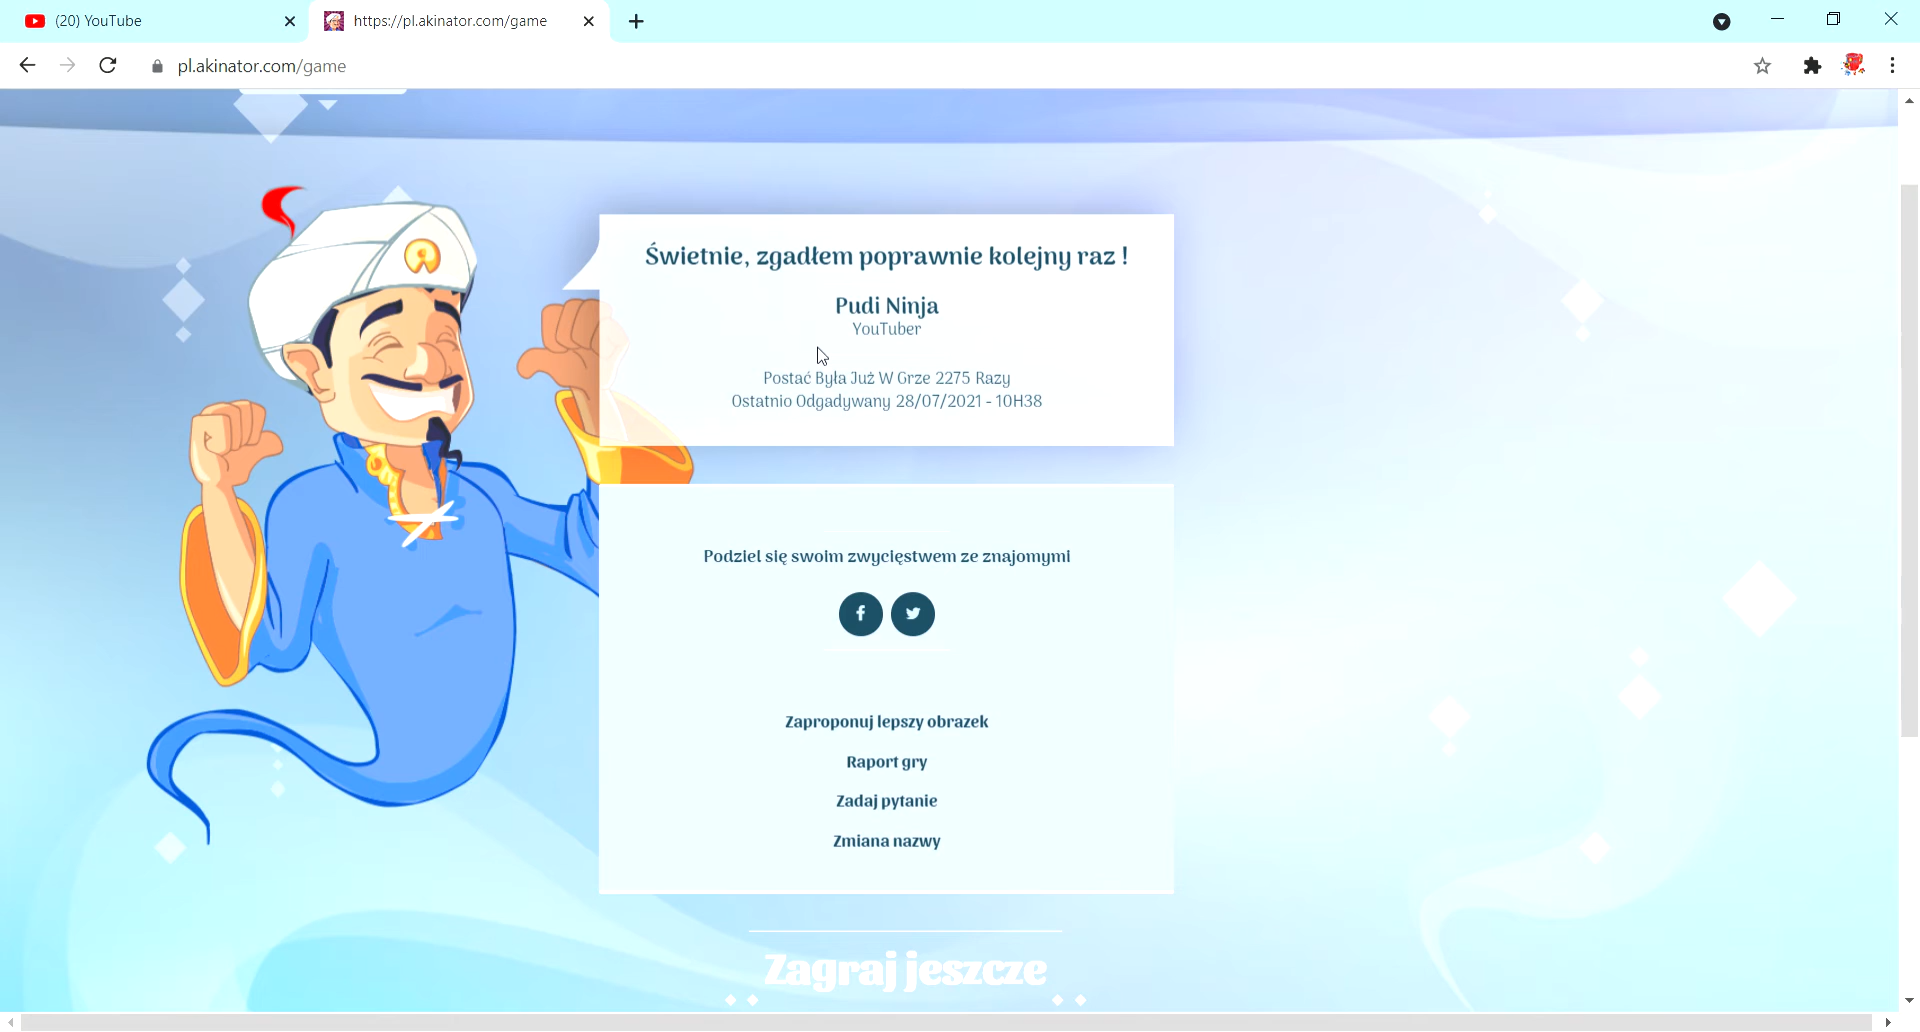 (20) YouTube
https://pl.akinator.com/game
pl.akinator.com/game
Świetnie, zgadłem poprawnie kolejny raz !
Pudi Ninja
YouTuber
Postać Była Już W Grze 2275 Razy
Ostatnio Odgadywany 28/07/2021 - 10H38
Podziel się swoim zwycięstwem ze znajomymi
Zaproponuj lepszy obrazek
Raport gry
Zadaj pytanie
Zmiana nazwy
Zagraj jeszcze